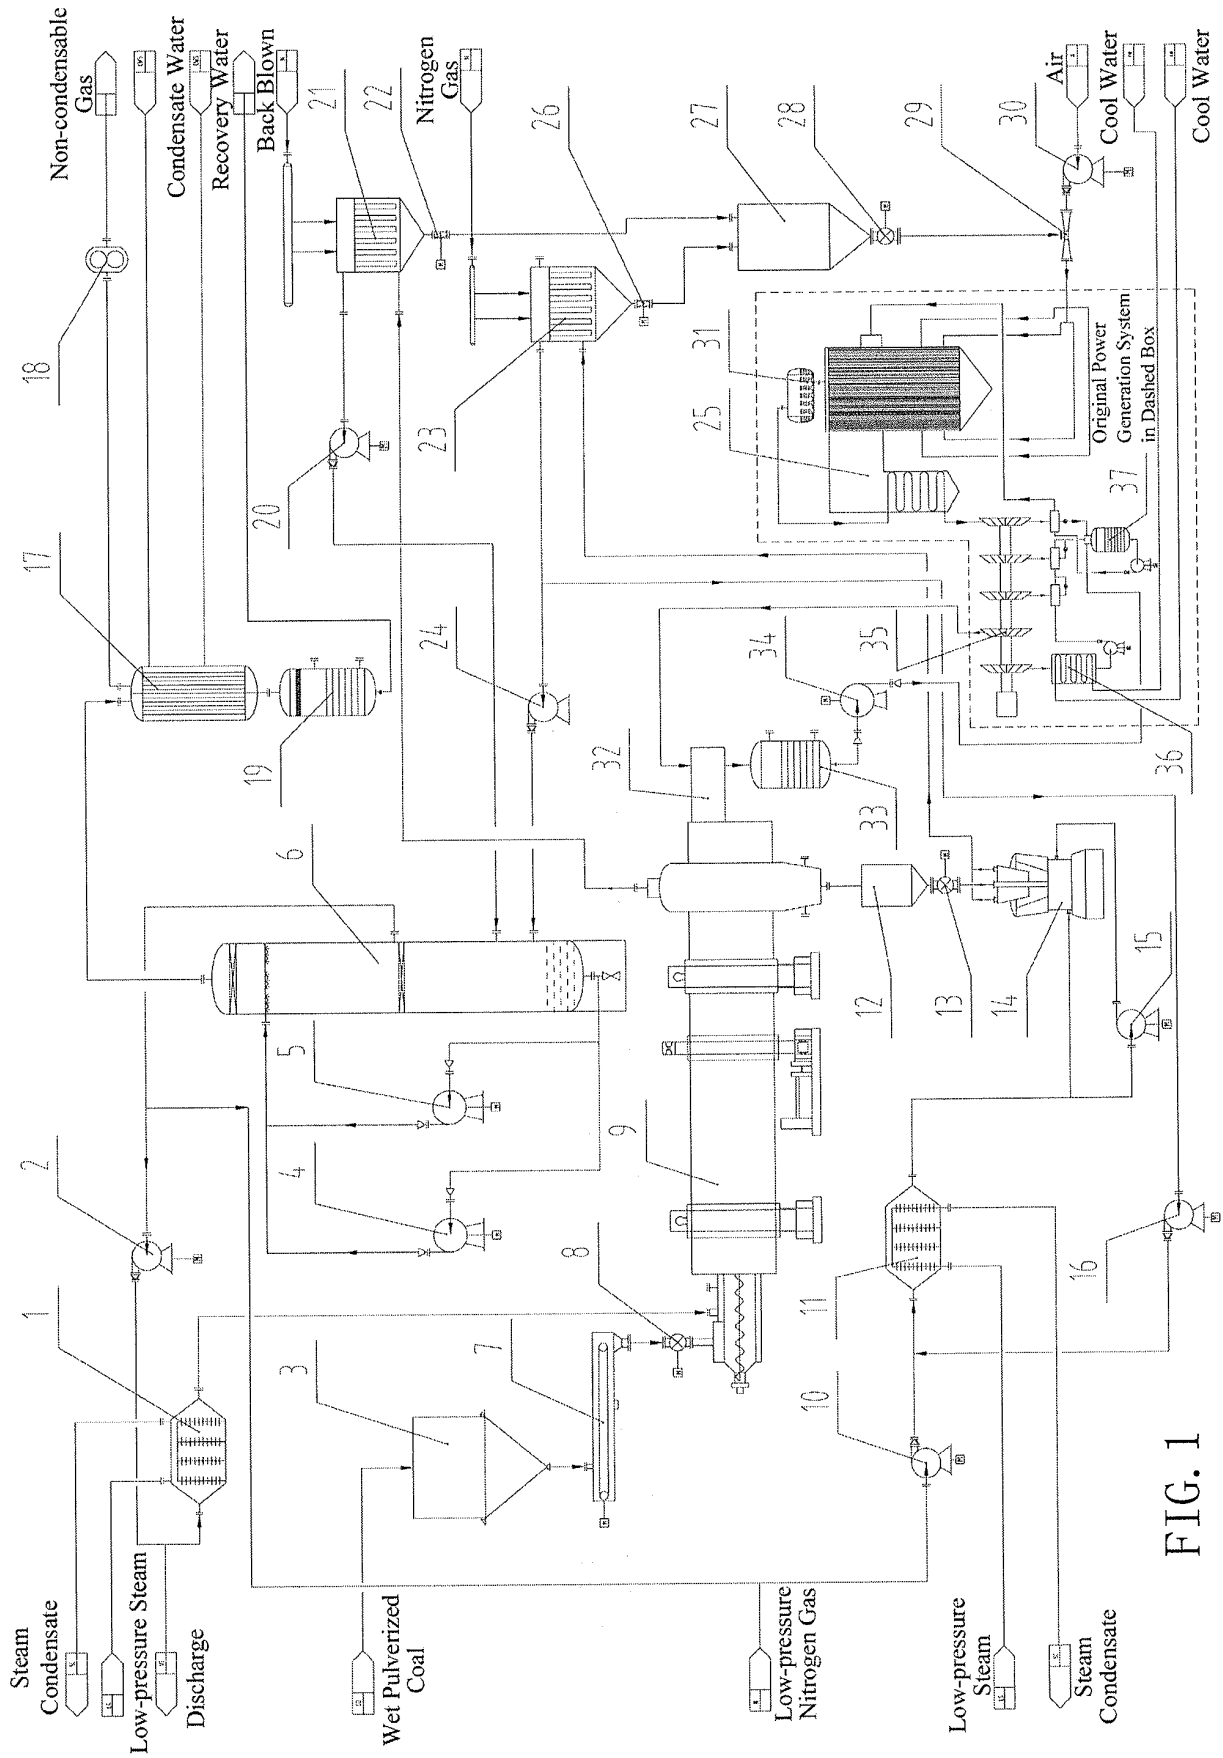 Steam
Condensate
Low-pressure Steam
Discharge
Wet Pulverized
Coal
Low-pressure
Nitrogen Gas
Low-pressure
Steam
Steam
Condensate
1
2
3
4
5
6
7
8
9
10
11
12
13
14
15
16
17
18
19
20
21
22
23
24
25
26
27
28
29
30
31
32
33
34
35
36
37
Non-condensable
Gas
Condensate Water
Recovery Water
Back Blown
Nitrogen
Gas
Air
Cool Water
Cool Water
Original Power
Generation System
in Dashed Box
FIG. 1